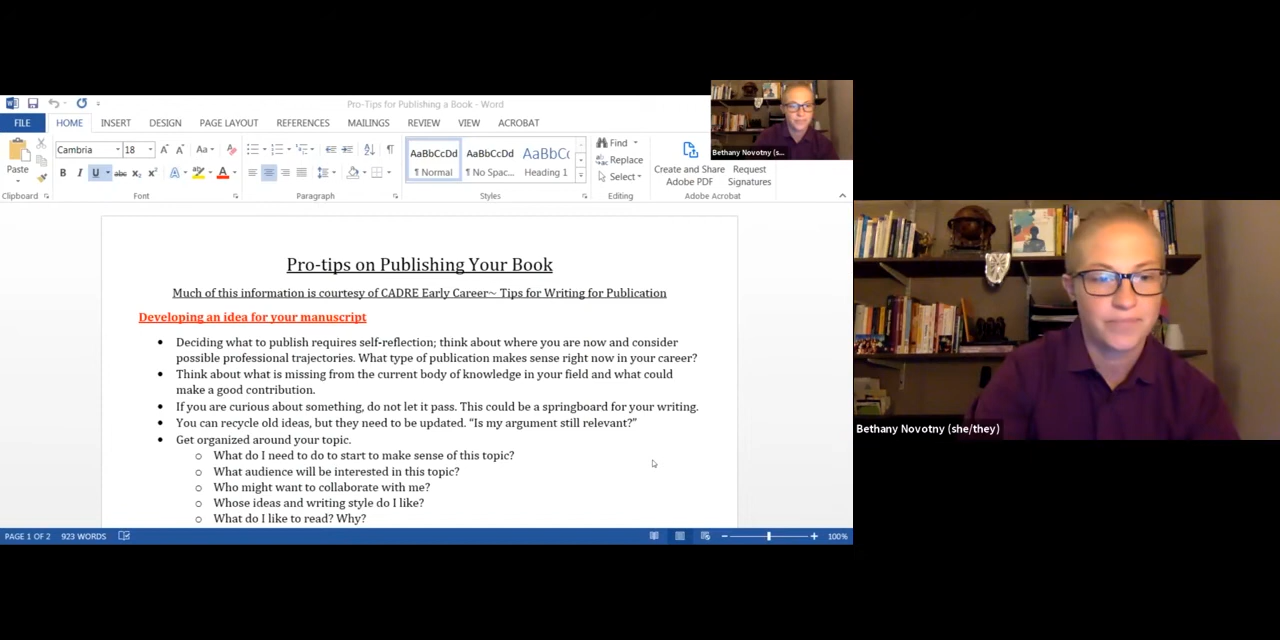 Pro-Tips for Publishing a Book - Word
FILE HOME INSERT DESIGN PAGE LAYOUT REFERENCES MAILINGS REVIEW VIEW ACROBAT
Cambria 18 Aa AaBbCcDd AaBbCcDd AaBbCc Find
Paste B I U abc x₂ x² A A ¶ Normal ¶ No Spac... Heading 1 Replace Select
Create and Share Adobe PDF
Request Signatures
Clipboard Font Paragraph Styles Editing Adobe Acrobat
Bethany Novotny (s...
Pro-tips on Publishing Your Book
Much of this information is courtesy of CADRE Early Career~ Tips for Writing for Publication
Developing an idea for your manuscript
• Deciding what to publish requires self-reflection; think about where you are now and consider
possible professional trajectories. What type of publication makes sense right now in your career?
• Think about what is missing from the current body of knowledge in your field and what could
make a good contribution.
• If you are curious about something, do not let it pass. This could be a springboard for your writing.
• You can recycle old ideas, but they need to be updated. “Is my argument still relevant?”
• Get organized around your topic.
o What do I need to do to start to make sense of this topic?
o What audience will be interested in this topic?
o Who might want to collaborate with me?
o Whose ideas and writing style do I like?
o What do I like to read? Why?
PAGE 1 OF 2 923 WORDS 100%
Bethany Novotny (she/they)